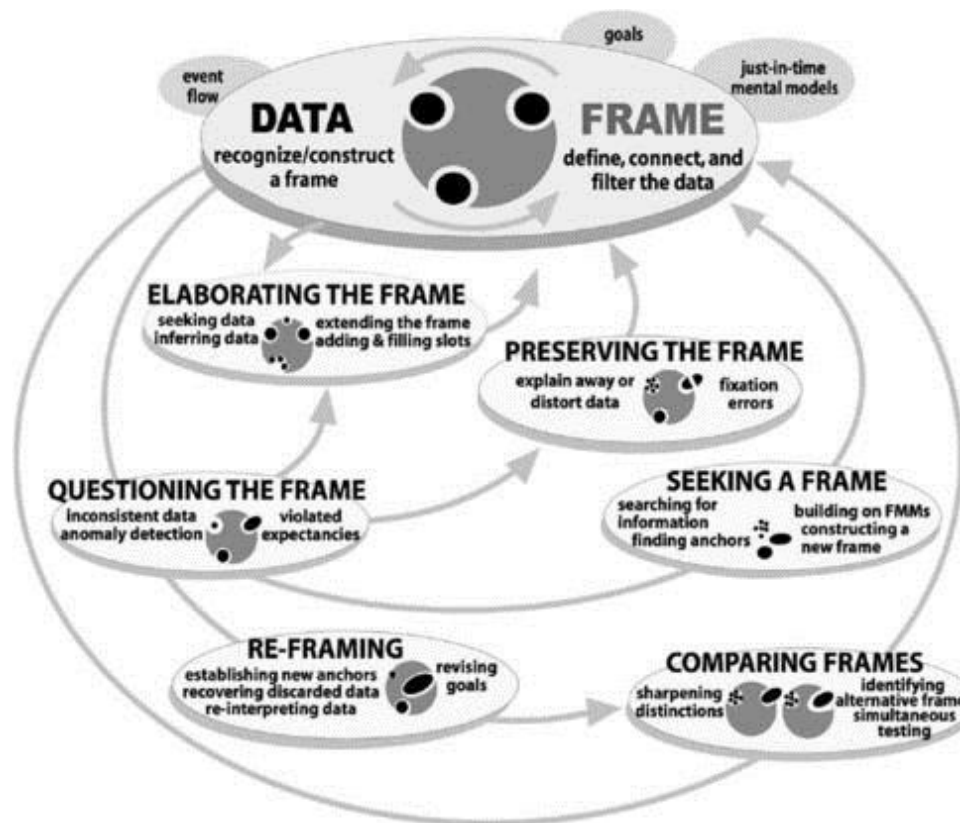 goals
event
flow
just-in-time
mental models
DATA
recognize/construct
a frame
FRAME
define, connect, and
filter the data
ELABORATING THE FRAME
seeking data
inferring data
extending the frame
adding & filling slots
PRESERVING THE FRAME
explain away or
distort data
fixation
errors
QUESTIONING THE FRAME
inconsistent data
anomaly detection
violated
expectancies
SEEKING A FRAME
searching for
information
finding anchors
building on FMMs
constructing a
new frame
RE-FRAMING
establishing new anchors
recovering discarded data
re-interpreting data
revising
goals
COMPARING FRAMES
sharpening
distinctions
identifying
alternative frame
simultaneous
testing